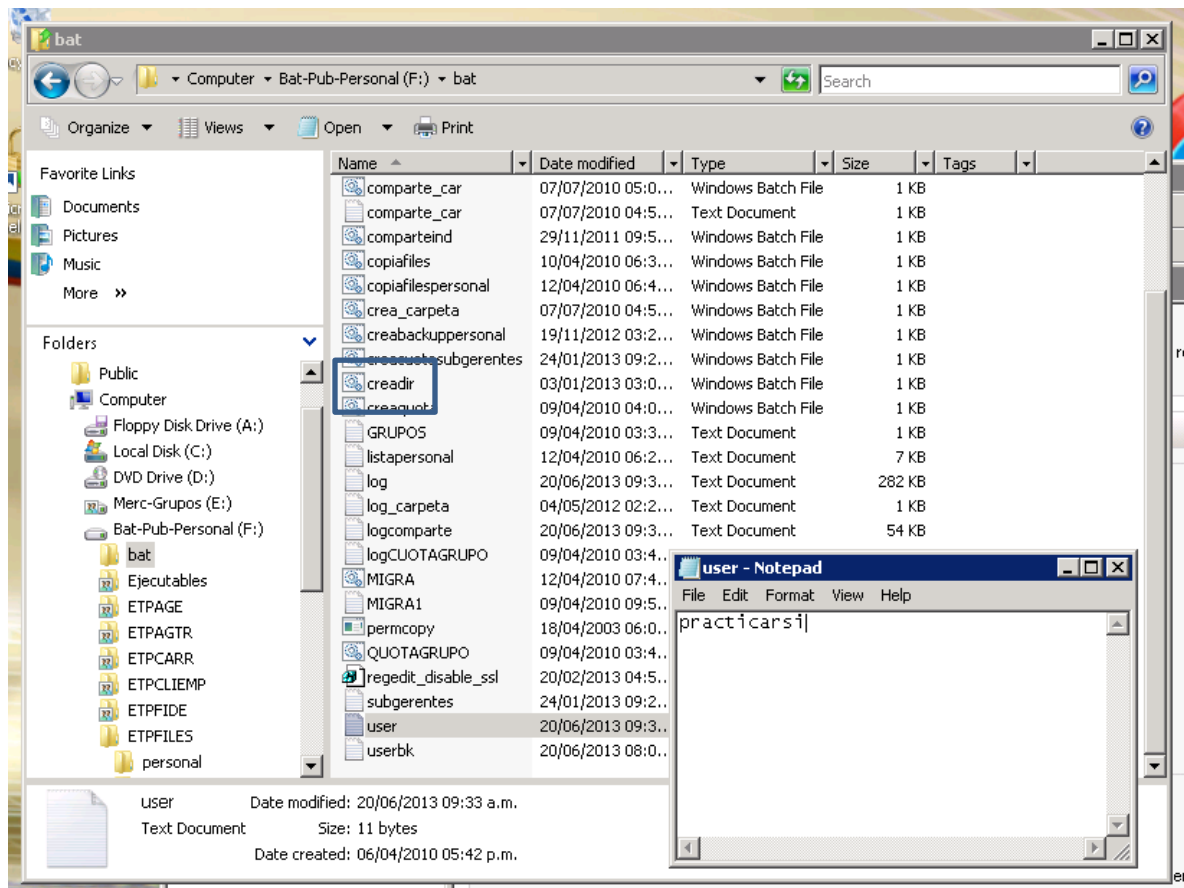 bat
Computer Bat-Pub-Personal (F:) bat
Search
Organize Views Open Print
Favorite Links
Documents
Pictures
Music
More »
Folders
Public
Computer
Floppy Disk Drive (A:)
Local Disk (C:)
DVD Drive (D:)
Merc-Grupos (E:)
Bat-Pub-Personal (F:)
bat
Ejecutables
ETPAGE
ETPAGTR
ETPCARR
ETPCLIEMP
ETPFIDE
ETPFILES
personal
Name Date modified Type Size Tags
comparte_car 07/07/2010 05:0... Windows Batch File 1 KB
comparte_car 07/07/2010 04:5... Text Document 1 KB
comparteind 29/11/2011 09:5... Windows Batch File 1 KB
copiafiles 10/04/2010 06:3... Windows Batch File 1 KB
copiafilespersonal 12/04/2010 06:4... Windows Batch File 1 KB
crea_carpeta 07/07/2010 04:5... Windows Batch File 1 KB
creabackuppersonal 19/11/2012 03:2... Windows Batch File 1 KB
creacuotasubgerentes 24/01/2013 09:2... Windows Batch File 1 KB
creadir 03/01/2013 03:0... Windows Batch File 1 KB
creaquota 09/04/2010 04:0... Windows Batch File 1 KB
GRUPOS 09/04/2010 03:3... Text Document 1 KB
listapersonal 12/04/2010 06:2... Text Document 7 KB
log 20/06/2013 09:3... Text Document 282 KB
log_carpeta 04/05/2012 02:2... Text Document 1 KB
logcomparte 20/06/2013 09:3... Text Document 54 KB
logCUOTAGRUPO 09/04/2010 03:4...
MIGRA 12/04/2010 07:4...
MIGRA1 09/04/2010 09:5...
permcopy 18/04/2003 06:0...
QUOTAGRUPO 09/04/2010 03:4...
regedit_disable_ssl 20/02/2013 04:5...
subgerentes 24/01/2013 09:2...
user 20/06/2013 09:3...
userbk 20/06/2013 08:0...
user - Notepad
File Edit Format View Help
practicarsi
user Date modified: 20/06/2013 09:33 a.m.
Text Document Size: 11 bytes
Date created: 06/04/2010 05:42 p.m.